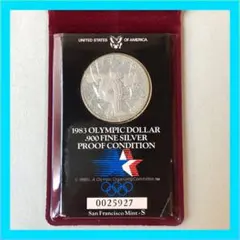 UNITED STATES OF AMERICA
1983 OLYMPIC DOLLAR
.900 FINE SILVER
PROOF CONDITION
0025927
San Francisco Mint - S